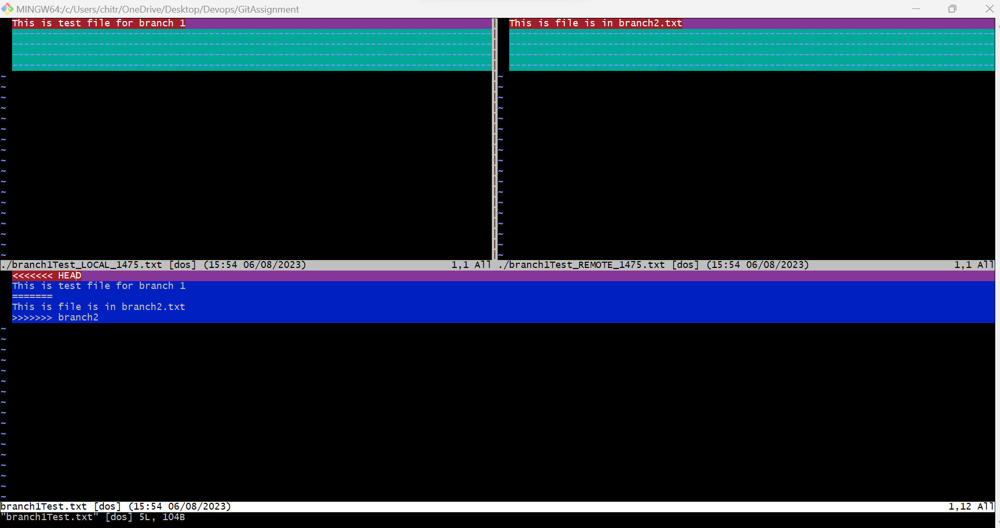 MINGW64:/c/Users/chitr/OneDrive/Desktop/Devops/GitAssignment
This is test file for branch 1
This is file is in branch2.txt
./branch1Test_LOCAL_1475.txt [dos] (15:54 06/08/2023) 1,1 All
./branch1Test_REMOTE_1475.txt [dos] (15:54 06/08/2023) 1,1 All
<<<<<<< HEAD
This is test file for branch 1
=======
This is file is in branch2.txt
>>>>>>> branch2
branch1Test.txt [dos] (15:54 06/08/2023) 1,12 All
"branch1Test.txt" [dos] 5L, 104B